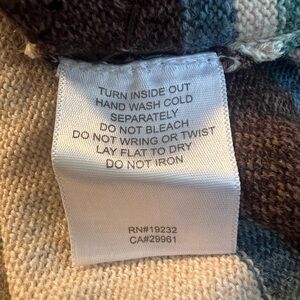 TURN INSIDE OUT
HAND WASH COLD
SEPARATELY
DO NOT BLEACH
DO NOT WRING OR TWIST
LAY FLAT TO DRY
DO NOT IRON
RN#19232
CA#29961